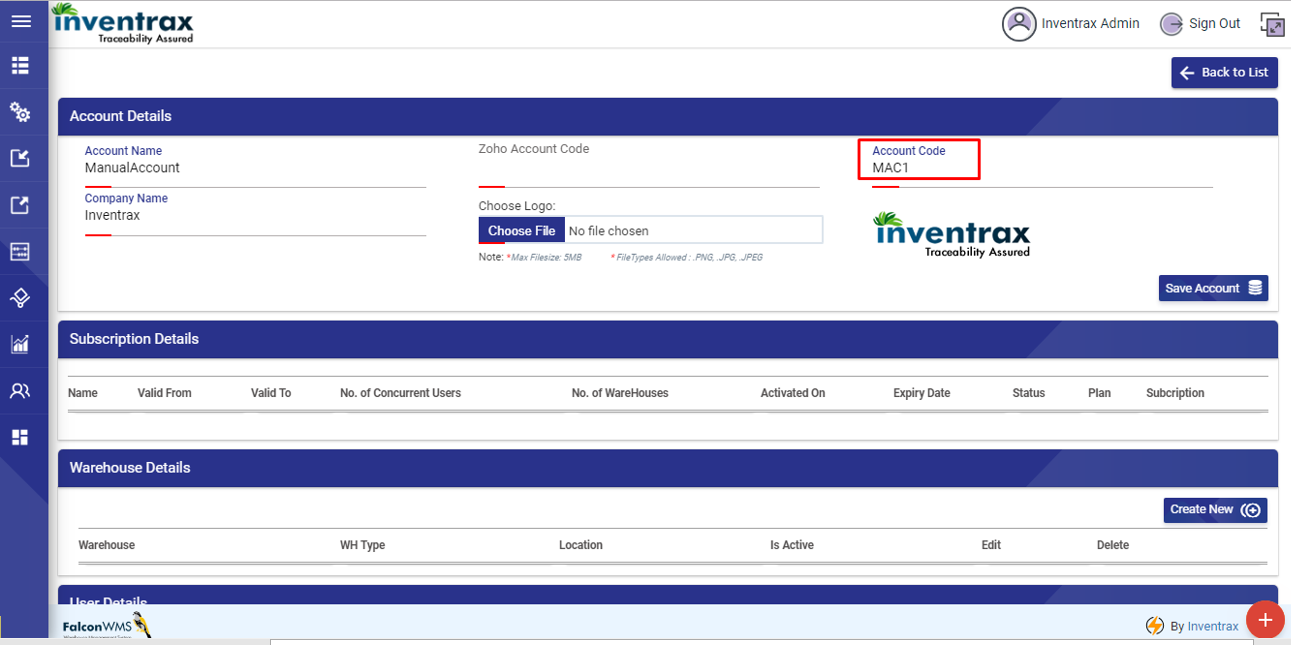 inventrax
Traceability Assured
Inventrax Admin
Sign Out
Back to List
Account Details
Account Name
ManualAccount
Zoho Account Code
Account Code
MAC1
Company Name
Inventrax
Choose Logo:
Choose File No file chosen
Note: *Max Filesize: 5MB * FileTypes Allowed : .PNG, .JPG, .JPEG
inventrax
Traceability Assured
Save Account
Subscription Details
Name Valid From Valid To No. of Concurrent Users No. of WareHouses Activated On Expiry Date Status Plan Subcription
Warehouse Details
Create New
Warehouse WH Type Location Is Active Edit Delete
User Details
FalconWMS
By Inventrax